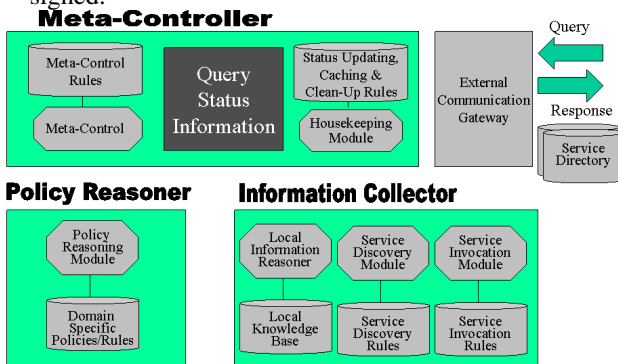 signed.
Meta-Controller
Meta-Control
Rules
Meta-Control
Query
Status
Information
Status Updating,
Caching &
Clean-Up Rules
Housekeeping
Module
External
Communication
Gateway
Query
Response
Service
Directory
Policy Reasoner
Policy
Reasoning
Module
Domain
Specific
Policies/Rules
Information Collector
Local
Information
Reasoner
Local
Knowledge
Base
Service
Discovery
Module
Service
Discovery
Rules
Service
Invocation
Module
Service
Invocation
Rules